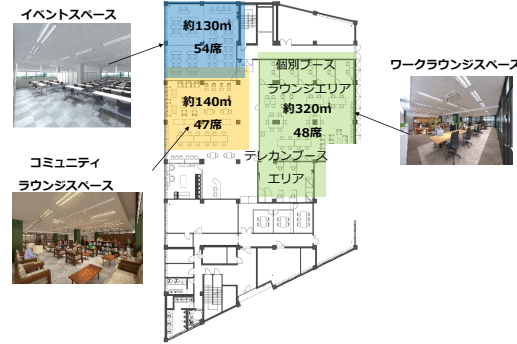 イベントスペース
約130㎡
54席
個別ブース
ワークラウンジスペース
ラウンジエリア
約140㎡
47席
約320㎡
48席
コミュニティ
ラウンジスペース
テレカンブース
エリア